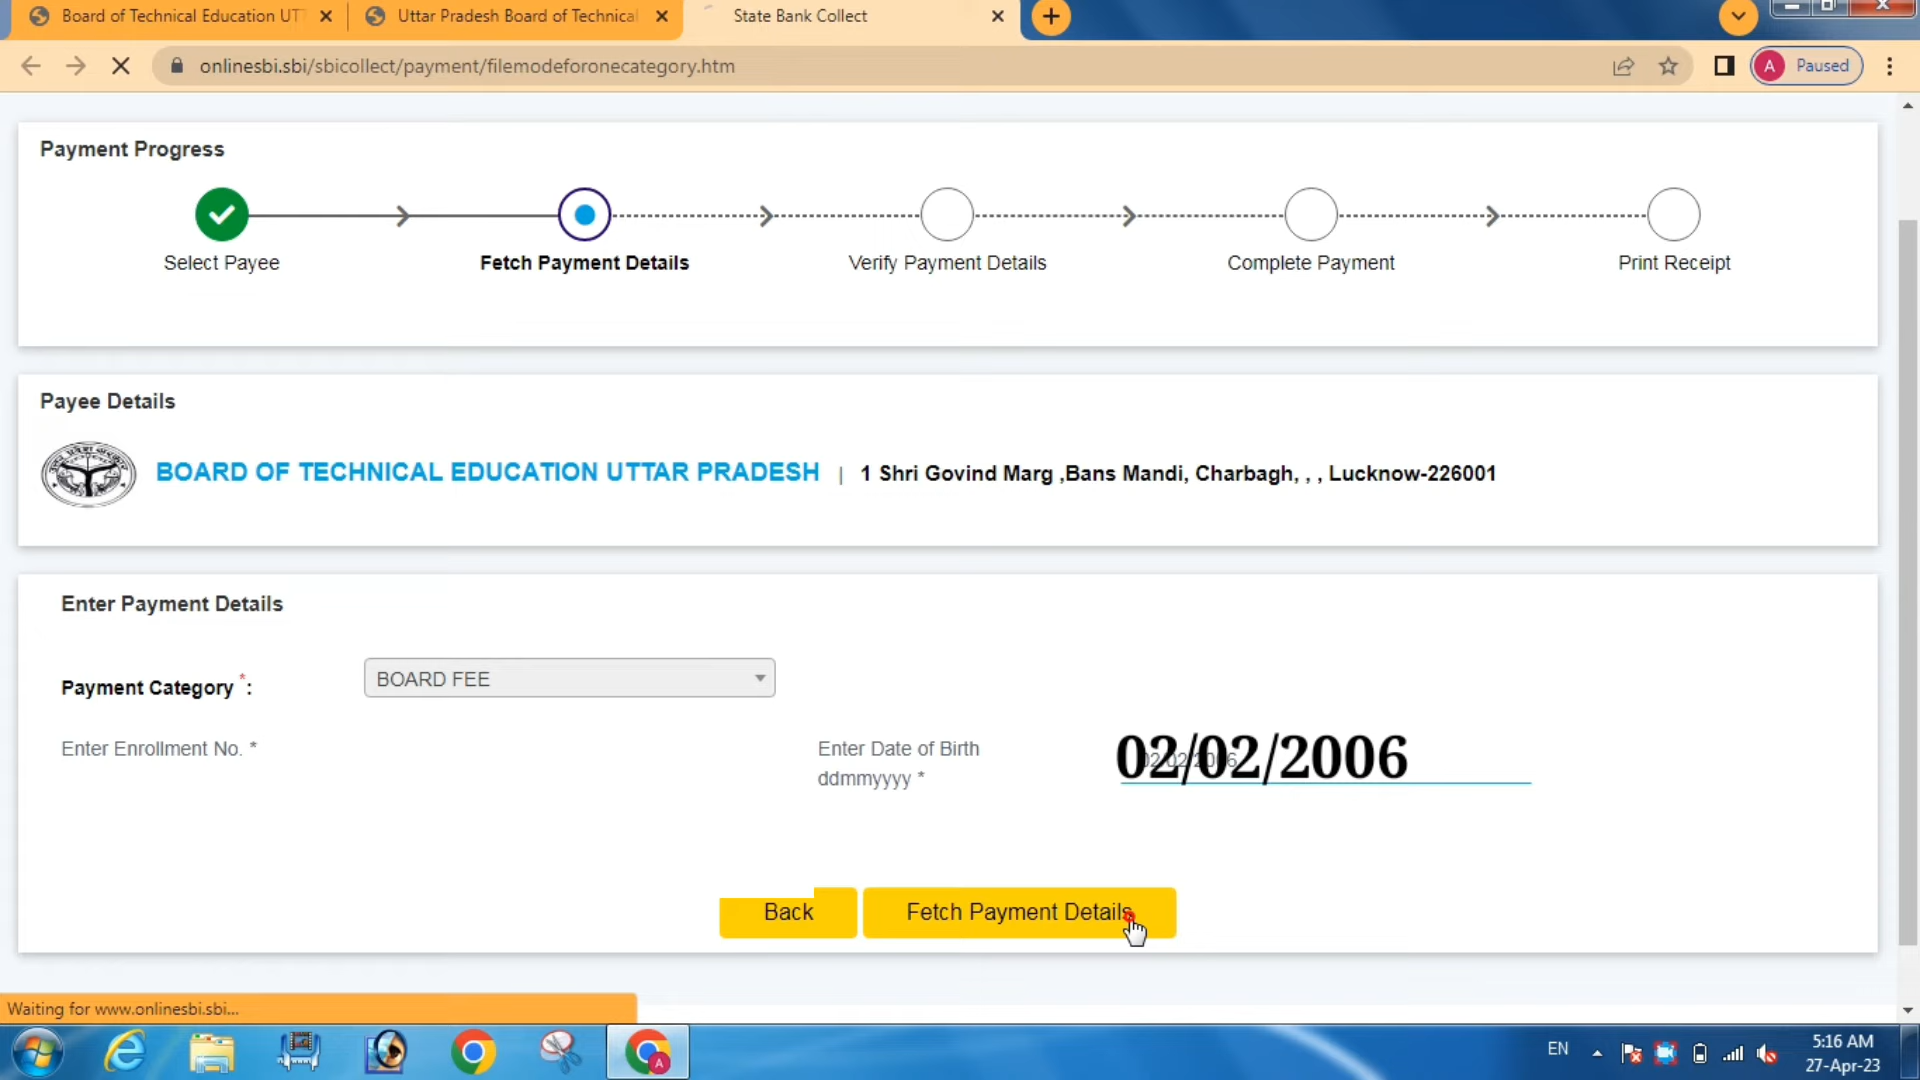 Board of Technical Education UT
Uttar Pradesh Board of Technical
State Bank Collect
onlinesbi.sbi/sbicollect/payment/filemodeforonecategory.htm
A
Paused
Payment Progress
Select Payee
Fetch Payment Details
Verify Payment Details
Complete Payment
Print Receipt
Payee Details
BOARD OF TECHNICAL EDUCATION UTTAR PRADESH | 1 Shri Govind Marg ,Bans Mandi, Charbagh, , , Lucknow-226001
Enter Payment Details
Payment Category * :
BOARD FEE
Enter Enrollment No. *
Enter Date of Birth
ddmmyyyy *
02/02/2006
Back
Fetch Payment Details
Waiting for www.onlinesbi.sbi...
EN
5:16 AM
27-Apr-23